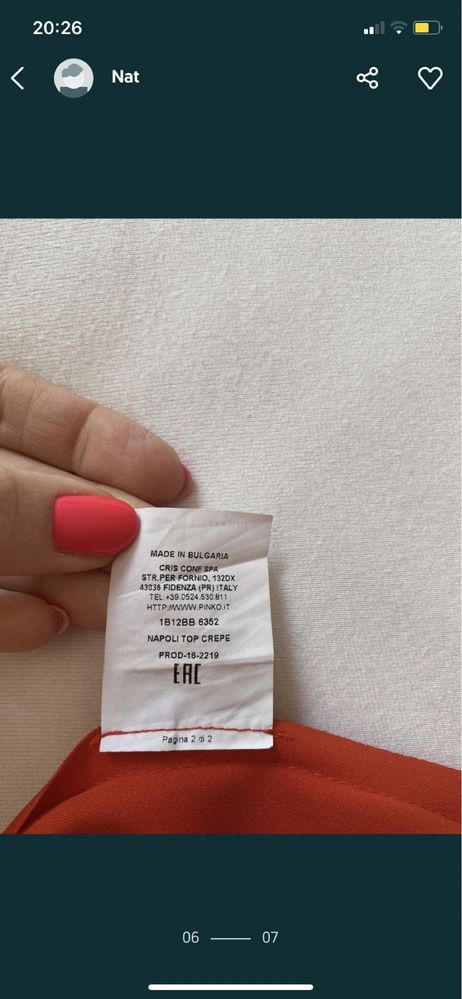 20:26
Nat
MADE IN BULGARIA
CRIS CONF SPA
STR.PER FORNIO, 132DX
43036 FIDENZA (PR) ITALY
TEL.+39.0524.530.611
HTTP://WWW.PINKO.IT
1B12BB 6352
NAPOLI TOP CREPE
PROD-16-2219
EAC
Pagina 2 di 2
06
07